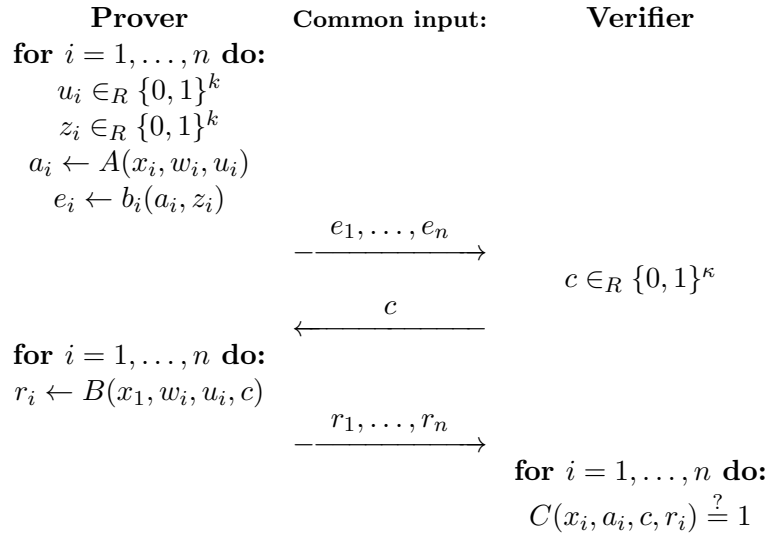 Prover Common input: Verifier
for i = 1, . . . , n do:
u_i ∈_R {0, 1}^k
z_i ∈_R {0, 1}^k
a_i ← A(x_i, w_i, u_i)
e_i ← b_i(a_i, z_i)
e_1, . . . , e_n
c ∈_R {0, 1}^κ
c
for i = 1, . . . , n do:
r_i ← B(x_1, w_i, u_i, c)
r_1, . . . , r_n
for i = 1, . . . , n do:
C(x_i, a_i, c, r_i) ≟ 1